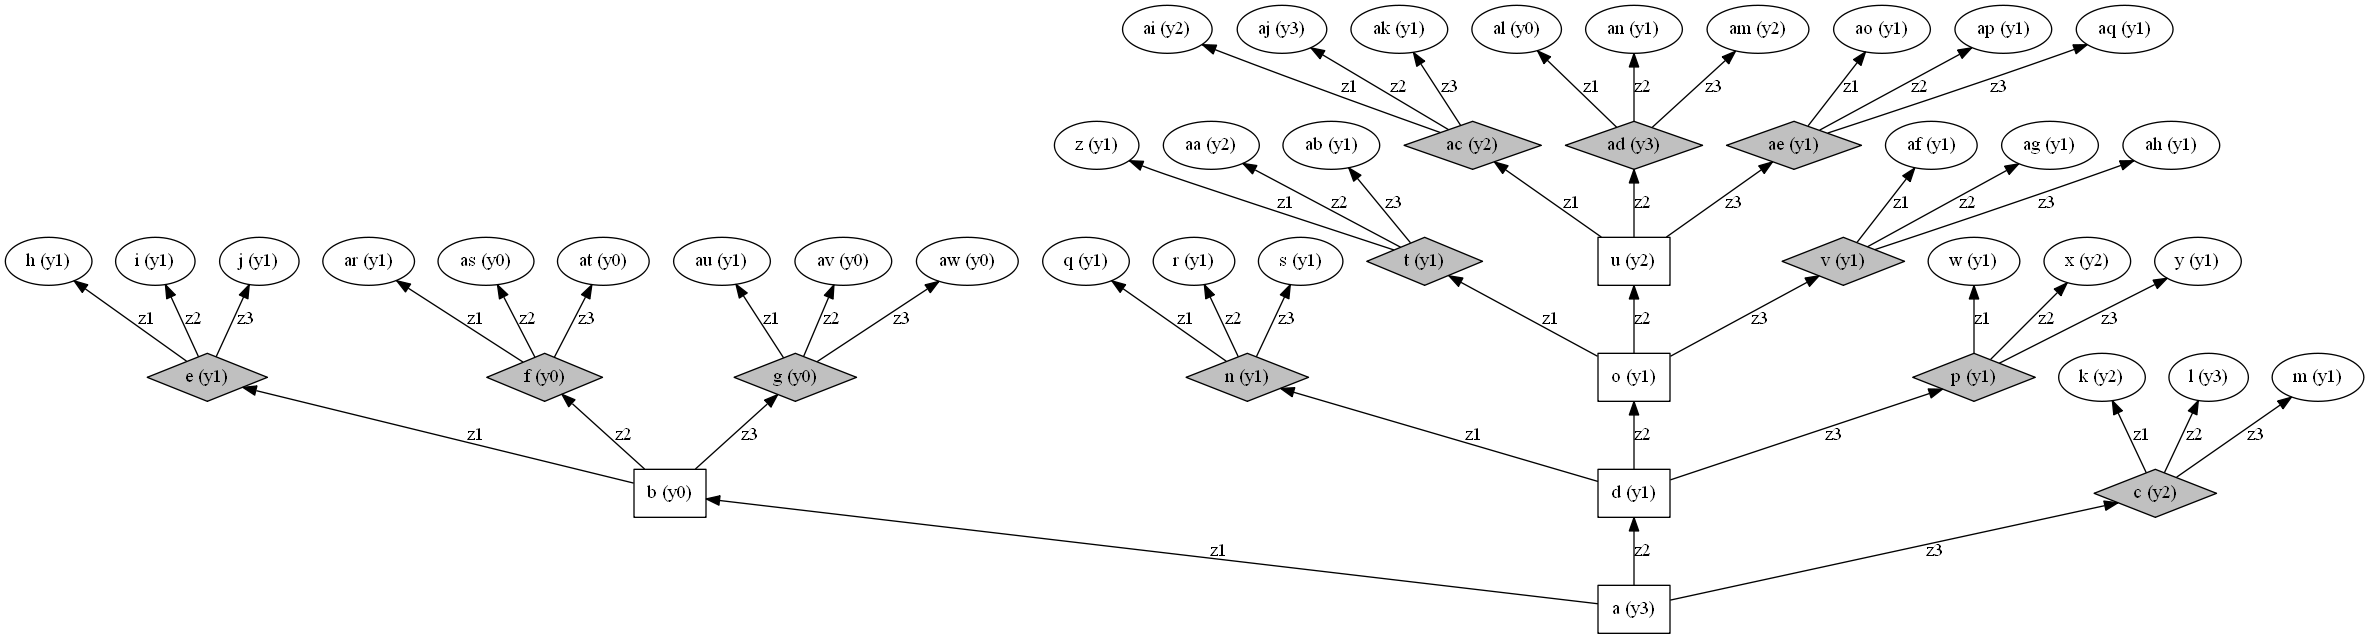 ai (y2) aj (y3) ak (y1) al (y0) an (y1) am (y2) ao (y1) ap (y1) aq (y1)
z1 z2 z3 z1 z2 z3 z1 z2 z3
z (y1) aa (y2) ab (y1) ac (y2) ad (y3) ae (y1) af (y1) ag (y1) ah (y1)
z1 z2 z3 z1 z2 z3 z1 z2 z3
h (y1) i (y1) j (y1) ar (y1) as (y0) at (y0) au (y1) av (y0) aw (y0) q (y1) r (y1) s (y1) t (y1) u (y2) v (y1) w (y1) x (y2) y (y1)
z1 z2 z3 z1 z2 z3 z1 z2 z3 z1 z2 z3 z1 z2 z3 z1 z2 z3
e (y1) f (y0) g (y0) n (y1) o (y1) p (y1) k (y2) l (y3) m (y1)
z1 z2 z3 z1 z2 z3 z1 z2 z3
b (y0) d (y1) c (y2)
z1 z2 z3
a (y3)